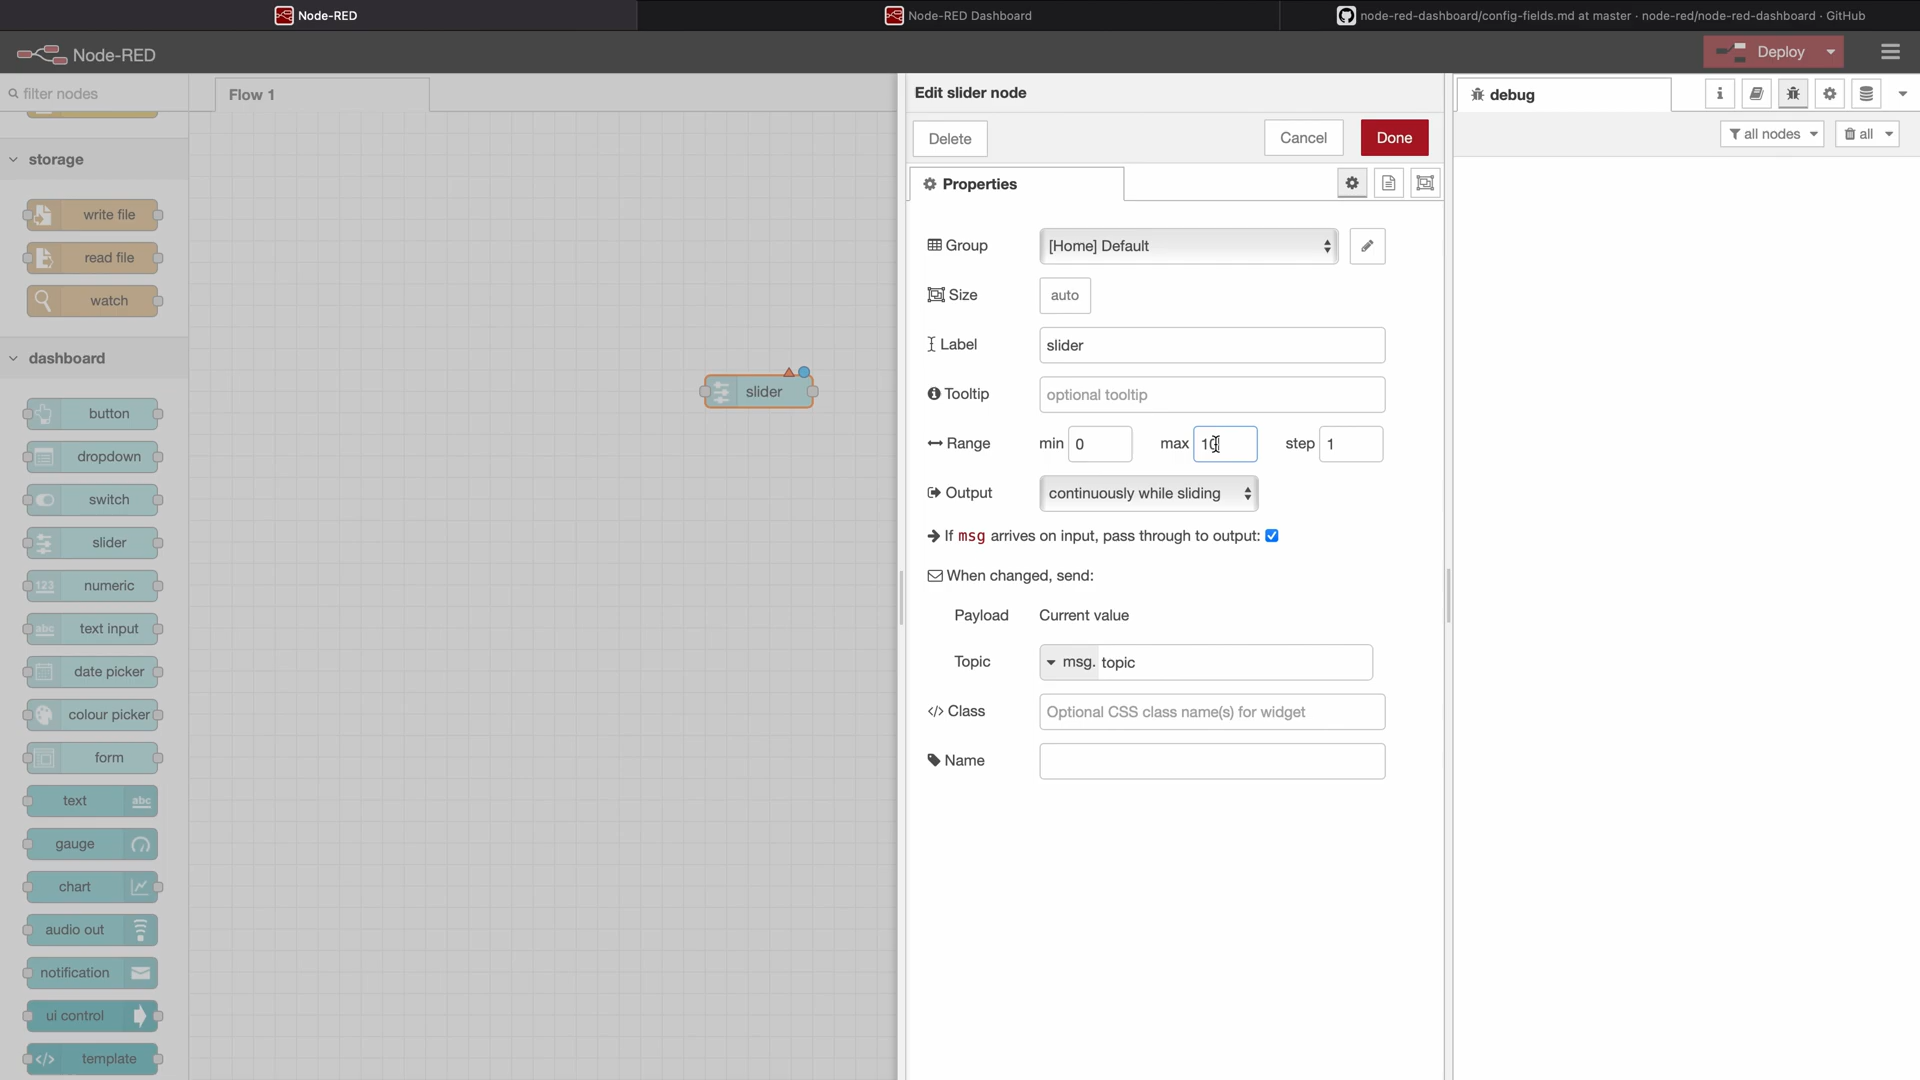 Node-RED
Node-RED Dashboard
node-red-dashboard/config-fields.md at master · node-red/node-red-dashboard · GitHub
Node-RED
Deploy
filter nodes
Flow 1
Edit slider node
debug
Delete
Cancel
Done
all nodes
all
storage
Properties
write file
read file
watch
Group
[Home] Default
Size
auto
Label
slider
dashboard
Tooltip
optional tooltip
slider
button
dropdown
switch
slider
numeric
123
text input
abc
date picker
colour picker
form
text
abc
gauge
chart
audio out
notification
ui control
template
Range
min
0
max
10
step
1
Output
continuously while sliding
If msg arrives on input, pass through to output:
When changed, send:
Payload
Current value
Topic
msg. topic
</> Class
Optional CSS class name(s) for widget
Name